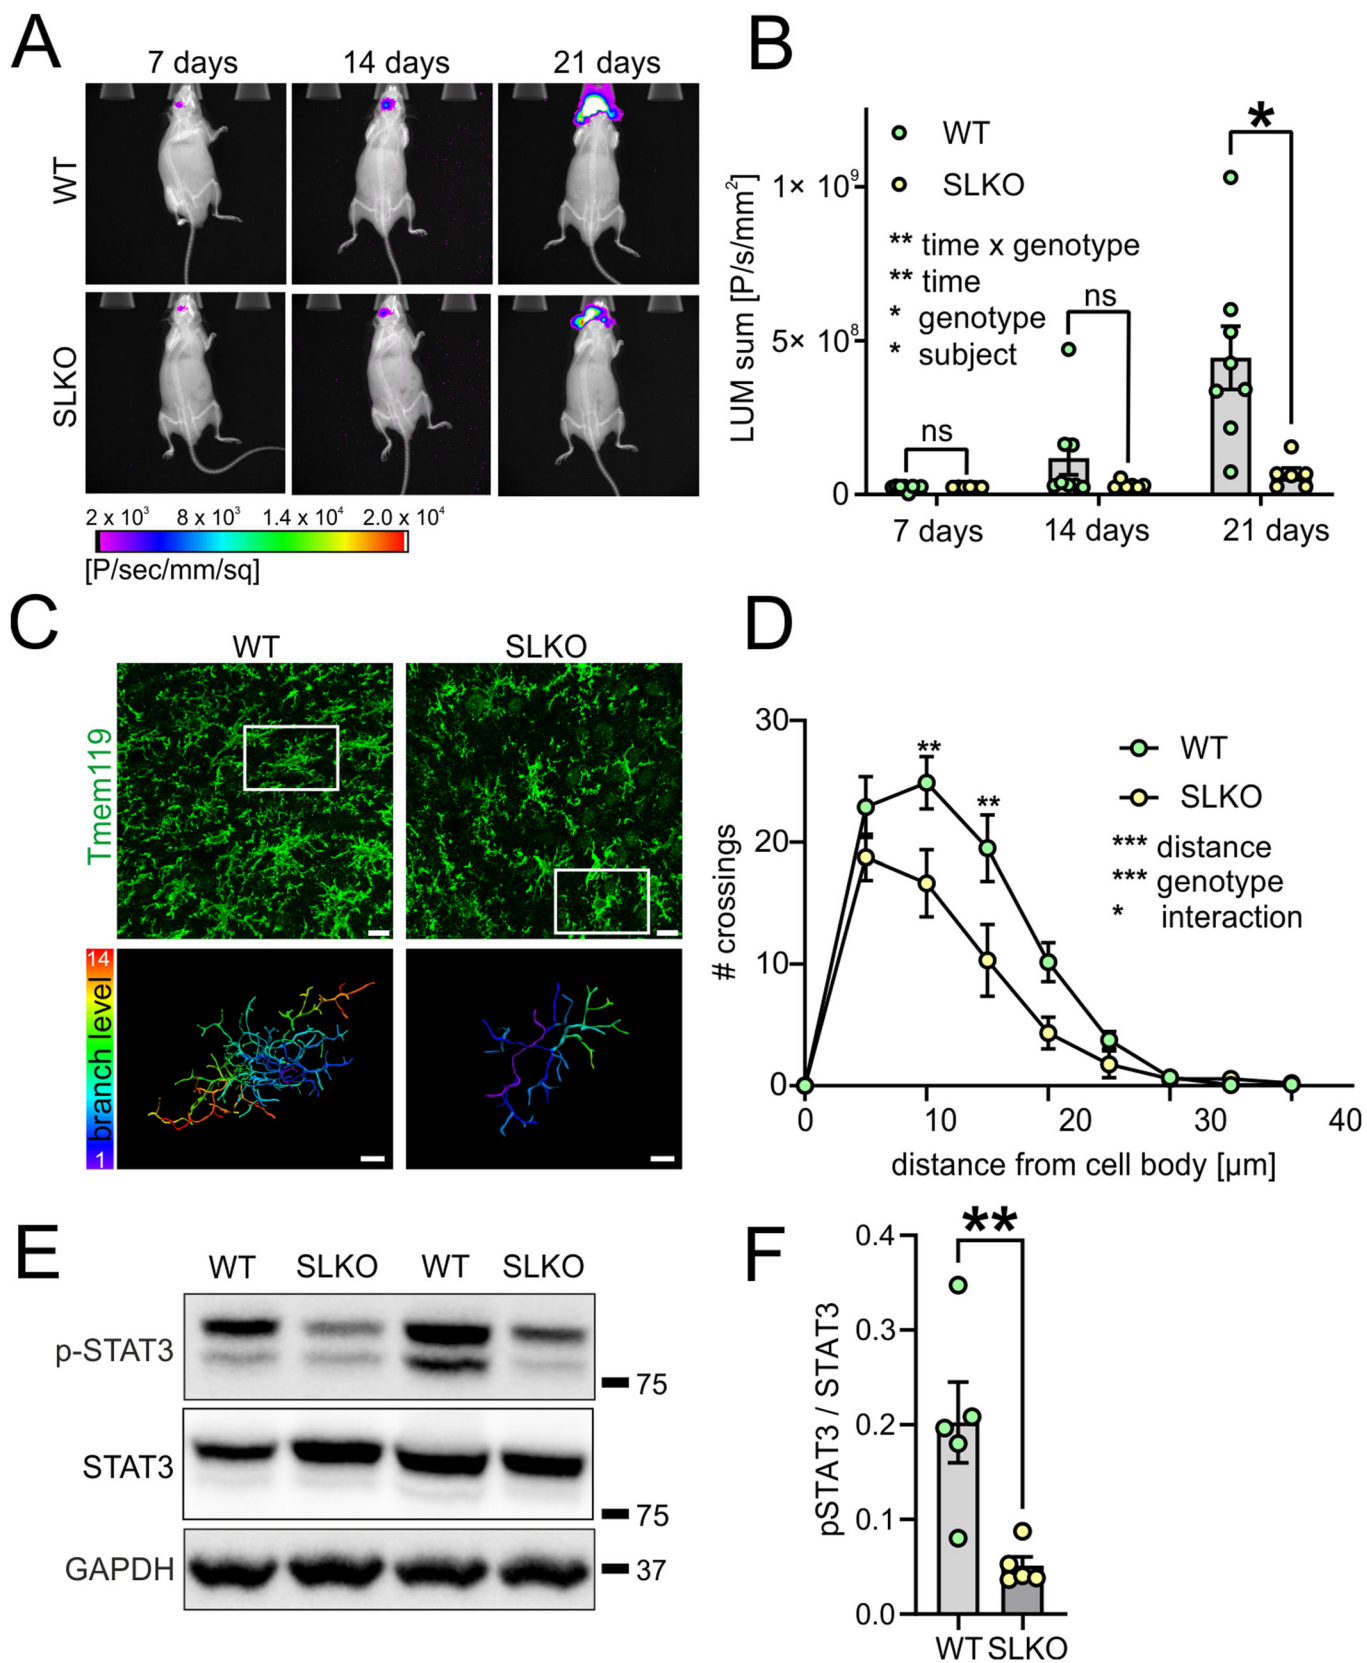 A
7 days
14 days
21 days
WT
SLKO
2 x 10³ 8 x 10³ 1.4 x 10⁴ 2.0 x 10⁴
[P/sec/mm/sq]
B
LUM sum [P/s/mm²]
1× 10⁹
5× 10⁸
0
WT
SLKO
** time x genotype
** time
* genotype
* subject
ns
ns
*
7 days
14 days
21 days
C
WT
SLKO
Tmem119
14
branch level
1
D
# crossings
30
20
10
0
**
**
WT
SLKO
*** distance
*** genotype
* interaction
0
10
20
30
40
distance from cell body [µm]
E
WT
SLKO
WT
SLKO
p-STAT3
75
STAT3
75
GAPDH
37
F
pSTAT3 / STAT3
0.4
0.3
0.2
0.1
0.0
**
WT SLKO